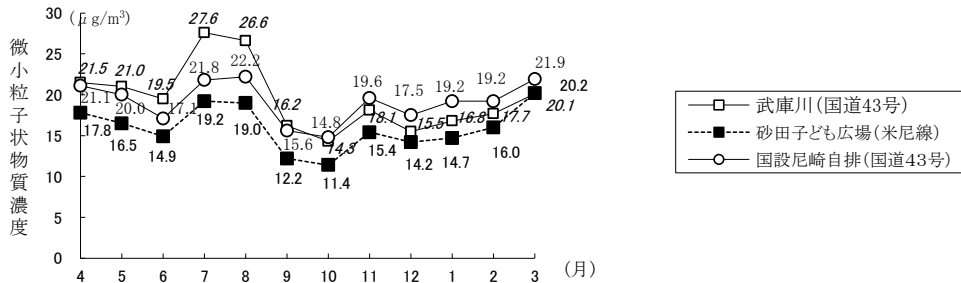 (μg/m³)
微小粒子状物質濃度
30
25
20
15
10
5
0
21.5 21.0 19.5 27.6 26.6 16.2 14.3 18.1 15.5 16.8 17.7 20.1
21.1 20.0 17.1 21.8 22.2 15.6 14.8 19.6 17.5 19.2 19.2 21.9
17.8 16.5 14.9 19.2 19.0 12.2 11.4 15.4 14.2 14.7 16.0 20.2
4 5 6 7 8 9 10 11 12 1 2 3 (月)
武庫川(国道43号)
砂田子ども広場(米尼線)
国設尼崎自排(国道43号)